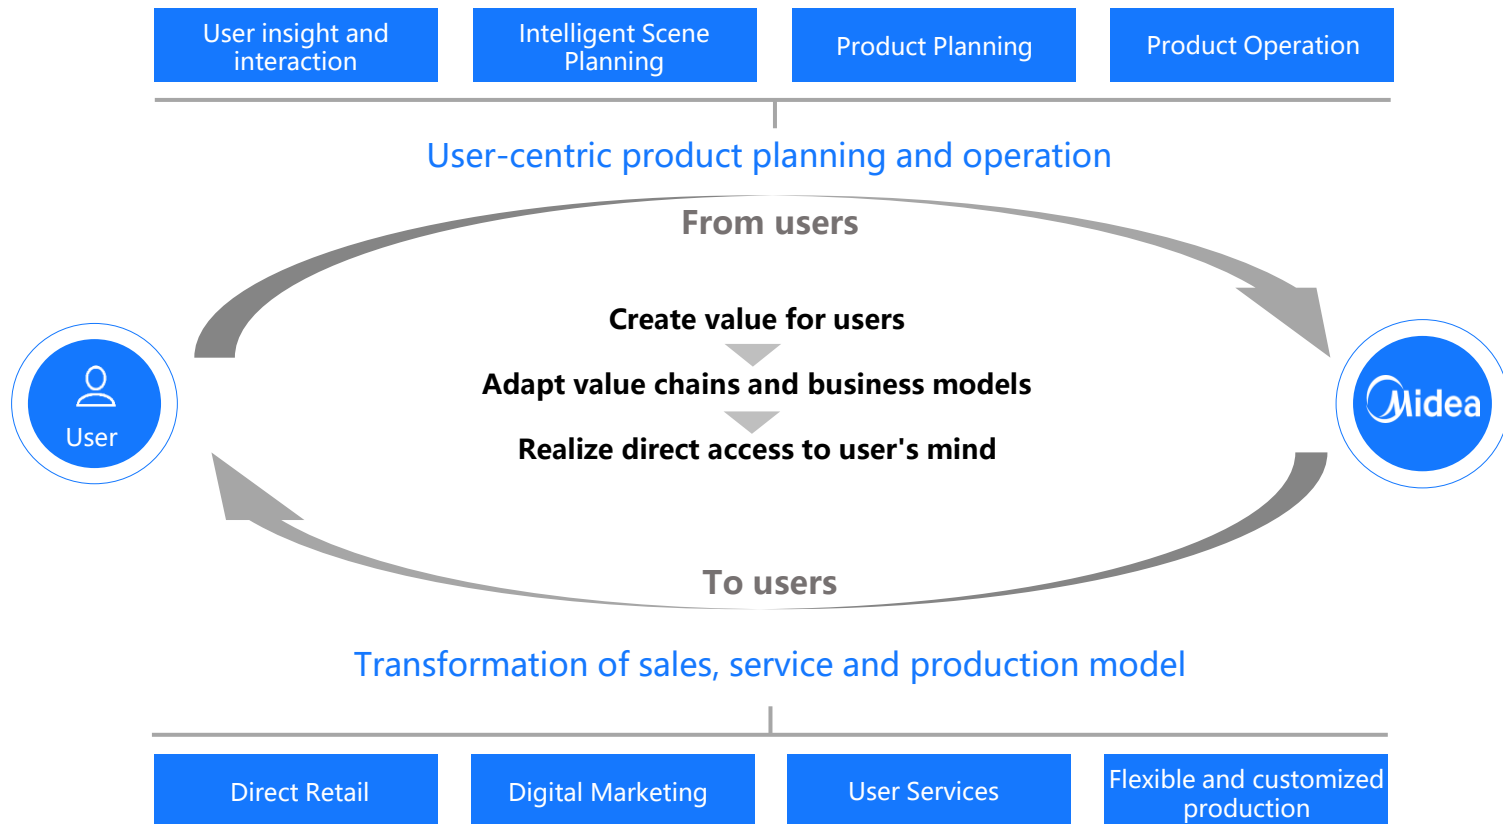 User insight and
interaction
Intelligent Scene
Planning
Product Planning
Product Operation
User-centric product planning and operation
From users
Create value for users
Adapt value chains and business models
Realize direct access to user's mind
User
Midea
To users
Transformation of sales, service and production model
Direct Retail
Digital Marketing
User Services
Flexible and customized
production